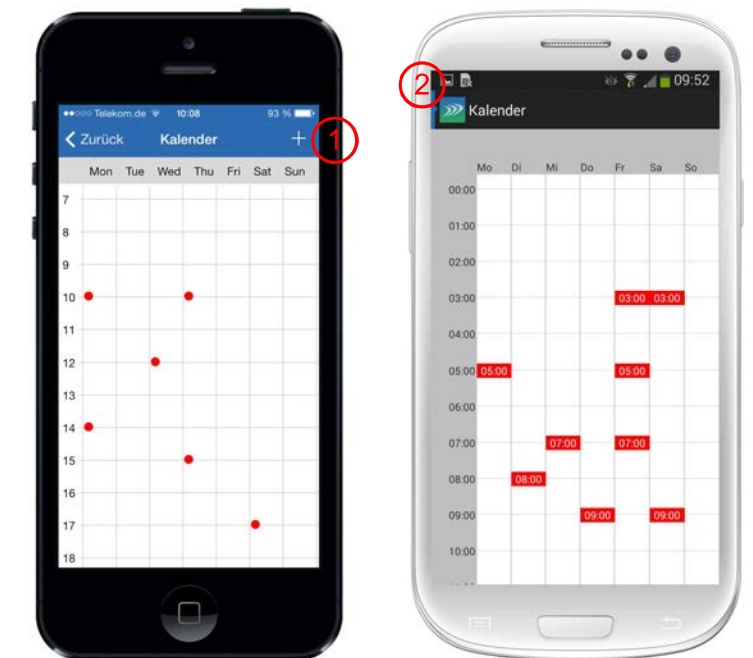 ●●○○○ Telekom.de 10:08 93 %
Zurück Kalender +
1
Mon Tue Wed Thu Fri Sat Sun
7
8
9
10
11
12
13
14
15
16
17
18
2
09:52
Kalender
Mo Di Mi Do Fr Sa So
00:00
01:00
02:00
03:00 03:00 03:00
04:00
05:00 05:00 05:00
06:00
07:00 07:00 07:00
08:00 08:00
09:00 09:00 09:00
10:00